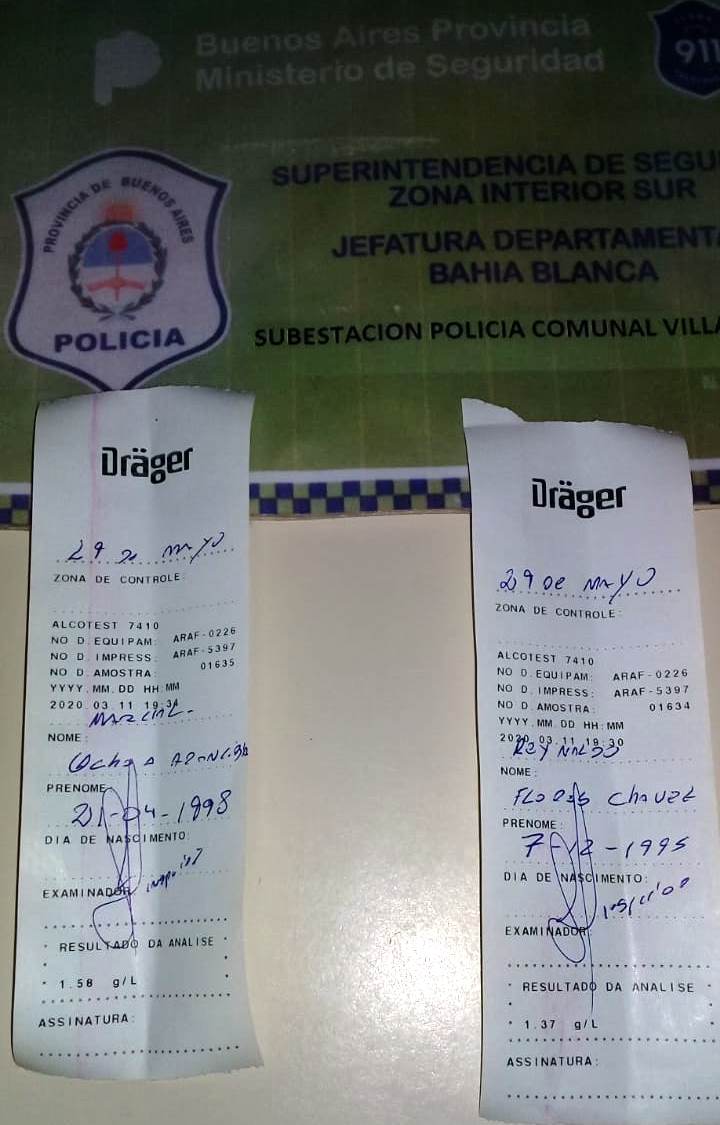 Buenos Aires Provincia
Ministerio de Seguridad
911
PROVINCIA DE BUENOS AIRES
POLICIA
SUPERINTENDENCIA DE SEGU
ZONA INTERIOR SUR
JEFATURA DEPARTAMENTA
BAHIA BLANCA
SUBESTACION POLICIA COMUNAL VILLA
Dräger
29 de MAYO
ZONA DE CONTROLE:
ALCOTEST 7410
NO D. EQUIPAM: ARAF-0226
NO D. IMPRESS: ARAF-5397
NO D. AMOSTRA: 01635
YYYY.MM.DD HH:MM
2020.03.11 19:34
MARCIAL
NOME:
Ochoa
PRENOME:
21-04-1998
DIA DE NASCIMENTO:
EXAMINADOR:
* RESULTADO DA ANALISE *
* 1.58 g/L *
ASSINATURA:
Dräger
29 DE MAYO
ZONA DE CONTROLE:
ALCOTEST 7410
NO D. EQUIPAM: ARAF-0226
NO D. IMPRESS: ARAF-5397
NO D. AMOSTRA: 01634
YYYY.MM.DD HH:MM
2020.03.11 19:30
REYNALDO
NOME:
FLORES CHAVEZ
PRENOME:
7-12-1995
DIA DE NASCIMENTO:
EXAMINADOR:
* RESULTADO DA ANALISE *
* 1.37 g/L *
ASSINATURA: